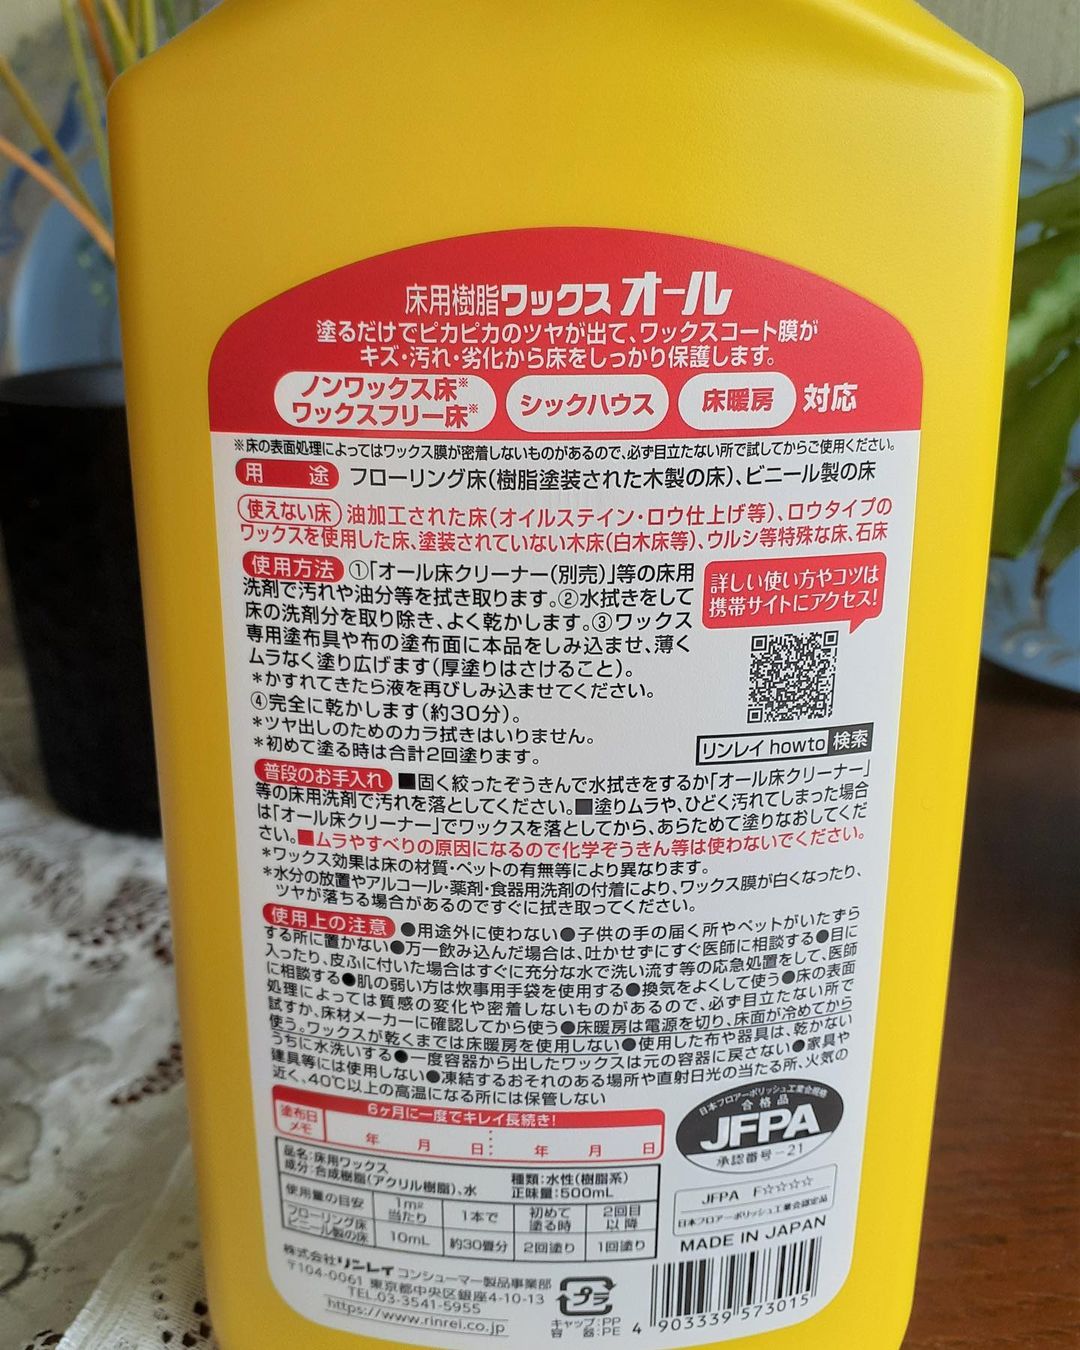 床用樹脂ワックスオール
塗るだけでピカピカのツヤが出て、ワックスコート膜が
キズ・汚れ・劣化から床をしっかり保護します。
ノンワックス床※
ワックスフリー床※
シックハウス
床暖房
対応
※床の表面処理によってはワックス膜が密着しないものがあるので、必ず目立たない所で試してからご使用ください。
用途 フローリング床(樹脂塗装された木製の床)、ビニール製の床
使えない床 油加工された床(オイルステイン・ロウ仕上げ等)、ロウタイプの
ワックスを使用した床、塗装されていない木床(白木床等)、ウルシ等特殊な床、石床
使用方法 ①「オール床クリーナー(別売)」等の床用
洗剤で汚れや油分等を拭き取ります。②水拭きをして
床の洗剤分を取り除き、よく乾かします。③ワックス
専用塗布具や布の塗布面に本品をしみ込ませ、薄く
ムラなく塗り広げます(厚塗りはさけること)。
*かすれてきたら液を再びしみ込ませてください。
④完全に乾かします(約30分)。
*ツヤ出しのためのカラ拭きはいりません。
*初めて塗る時は合計2回塗ります。
詳しい使い方やコツは
携帯サイトにアクセス!
リンレイ howto 検索
普段のお手入れ ■固く絞ったぞうきんで水拭きをするか「オール床クリーナー」
等の床用洗剤で汚れを落としてください。■塗りムラや、ひどく汚れてしまった場合
は「オール床クリーナー」でワックスを落としてから、あらためて塗りなおしてくだ
さい。■ムラやすべりの原因になるので化学ぞうきん等は使わないでください。
*ワックス効果は床の材質・ペットの有無等により異なります。
*水分の放置やアルコール・薬剤・食器用洗剤の付着により、ワックス膜が白くなったり、
ツヤが落ちる場合があるのですぐに拭き取ってください。
使用上の注意 ●用途外に使わない●子供の手の届く所やペットがいたずら
する所に置かない●万一飲み込んだ場合は、吐かせずにすぐ医師に相談する●目に
入ったり、皮ふに付いた場合はすぐに充分な水で洗い流す等の応急処置をして、医師
に相談する●肌の弱い方は炊事用手袋を使用する●換気をよくして使う●床の表面
処理によっては質感の変化や密着しないものがあるので、必ず目立たない所で
試すか、床材メーカーに確認してから使う●床暖房は電源を切り、床面が冷めてから
使う。ワックスが乾くまでは床暖房を使用しない●使用した布や器具は、乾かない
うちに水洗いする●一度容器から出したワックスは元の容器に戻さない●家具や
建具等には使用しない●凍結するおそれのある場所や直射日光の当たる所、火気の
近く、40℃以上の高温になる所には保管しない
塗布日
メモ
6ヶ月に一度でキレイ長続き!
年 月 日: 年 月 日
日本フロアーポリッシュ工業会規格
合格品
JFPA
承認番号-21
品名:床用ワックス
成分:合成樹脂(アクリル樹脂)、水
種類:水性(樹脂系)
正味量:500mL
使用量の目安 1m²当たり 1本で 初めて塗る時 2回目以降
フローリング床 ビニール製の床 10mL 約30畳分 2回塗り 1回塗り
JFPA F☆☆☆☆
日本フロアーポリッシュ工業会認定品
MADE IN JAPAN
株式会社リンレイ コンシューマー製品事業部
〒104-0061 東京都中央区銀座4-10-13
TEL.03-3541-5955
https://www.rinrei.co.jp
プラ
キャップ:PP
容器:PE
4 903339 573015